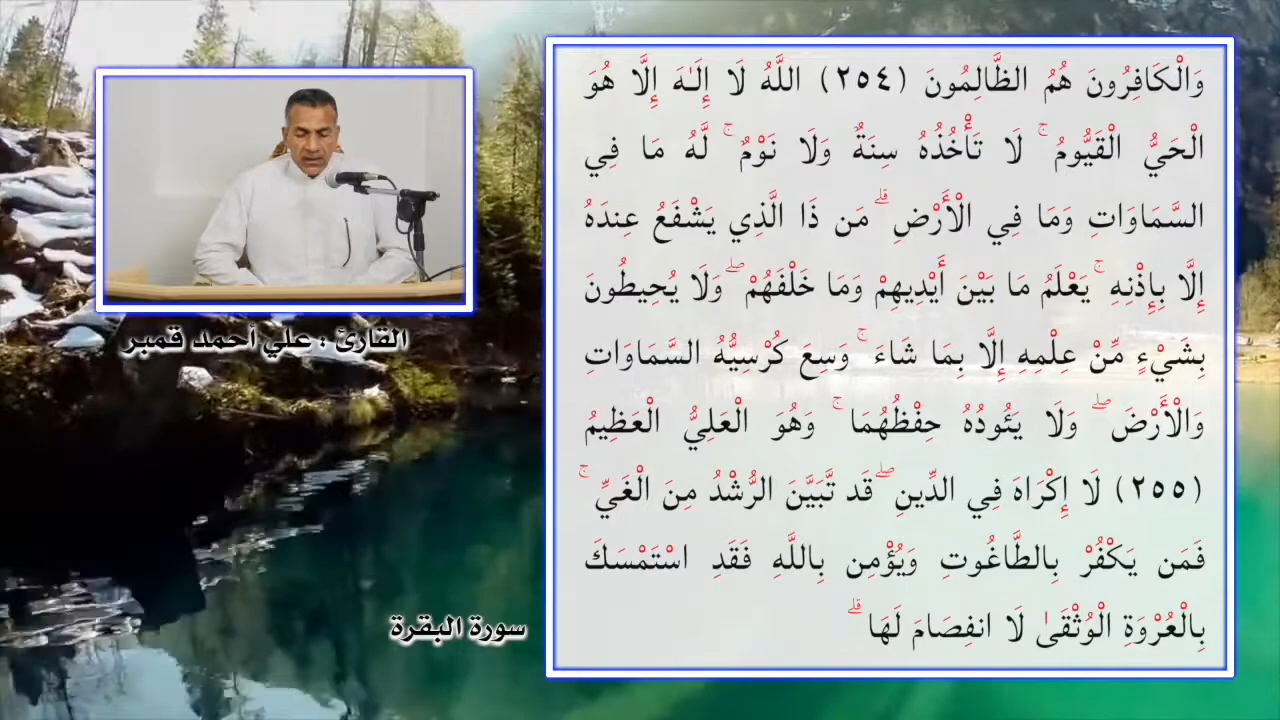 وَالْكَافِرُونَ هُمُ الظَّالِمُونَ (٢٥٤) اللَّهُ لَا إِلَـٰهَ إِلَّا هُوَ
الْحَيُّ الْقَيُّومُ ۚ لَا تَأْخُذُهُ سِنَةٌ وَلَا نَوْمٌ ۚ لَّهُ مَا فِي
السَّمَاوَاتِ وَمَا فِي الْأَرْضِ ۗ مَن ذَا الَّذِي يَشْفَعُ عِندَهُ
إِلَّا بِإِذْنِهِ ۚ يَعْلَمُ مَا بَيْنَ أَيْدِيهِمْ وَمَا خَلْفَهُمْ ۖ وَلَا يُحِيطُونَ
بِشَيْءٍ مِّنْ عِلْمِهِ إِلَّا بِمَا شَاءَ ۚ وَسِعَ كُرْسِيُّهُ السَّمَاوَاتِ
وَالْأَرْضَ ۖ وَلَا يَئُودُهُ حِفْظُهُمَا ۚ وَهُوَ الْعَلِيُّ الْعَظِيمُ
(٢٥٥) لَا إِكْرَاهَ فِي الدِّينِ ۖ قَد تَّبَيَّنَ الرُّشْدُ مِنَ الْغَيِّ ۚ
فَمَن يَكْفُرْ بِالطَّاغُوتِ وَيُؤْمِن بِاللَّهِ فَقَدِ اسْتَمْسَكَ
بِالْعُرْوَةِ الْوُثْقَىٰ لَا انفِصَامَ لَهَا ۗ
القارئ : علي أحمد قمبر
سورة البقرة